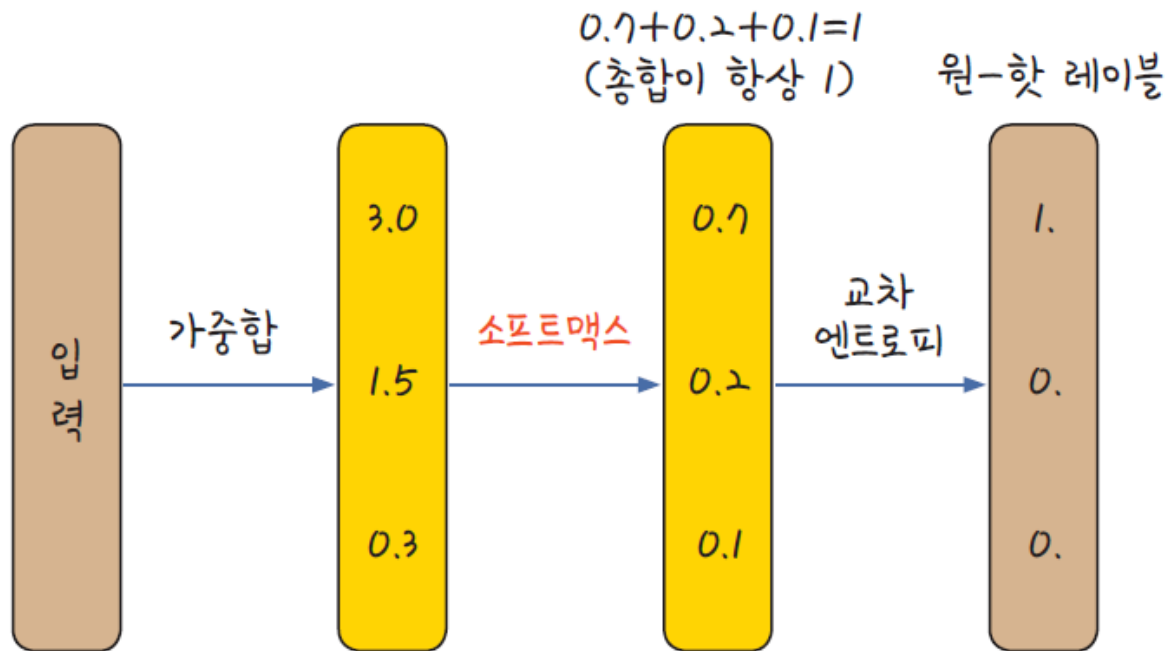 0.7+0.2+0.1=1
(총합이 항상 1)
원-핫 레이블
입
력
가중합
3.0
1.5
0.3
소프트맥스
0.7
0.2
0.1
교차
엔트로피
1.
0.
0.